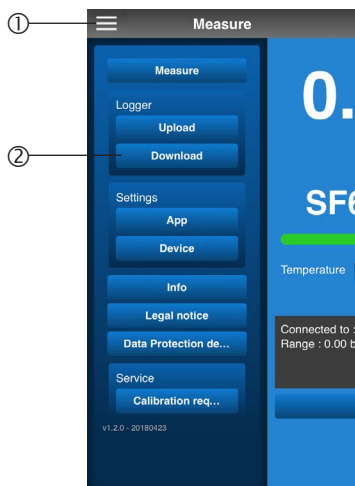 ① Measure
Measure
Logger
Upload
② Download
Settings
App
Device
Info
Legal notice
Data Protection de...
Service
Calibration req...
v1.2.0 - 20180423
0.
SF6
Temperature
Connected to :
Range : 0.00 b